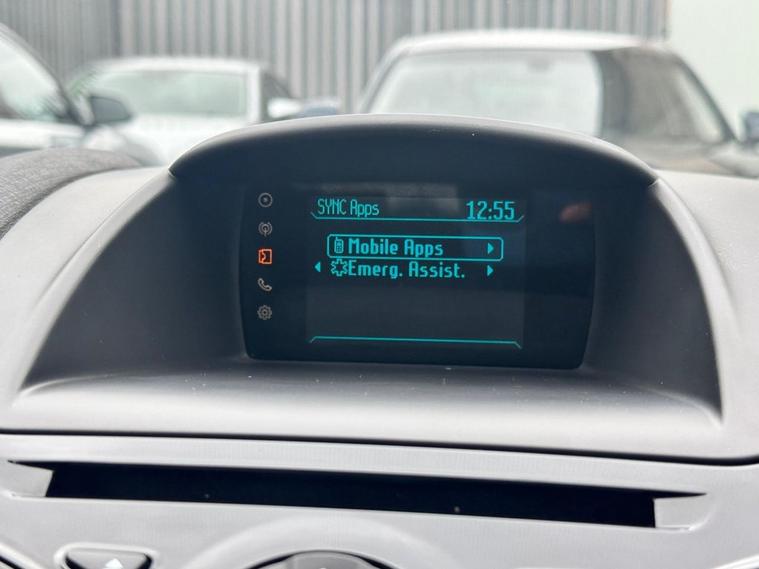 SYNC Apps 12:55
Mobile Apps
Emerg. Assist.